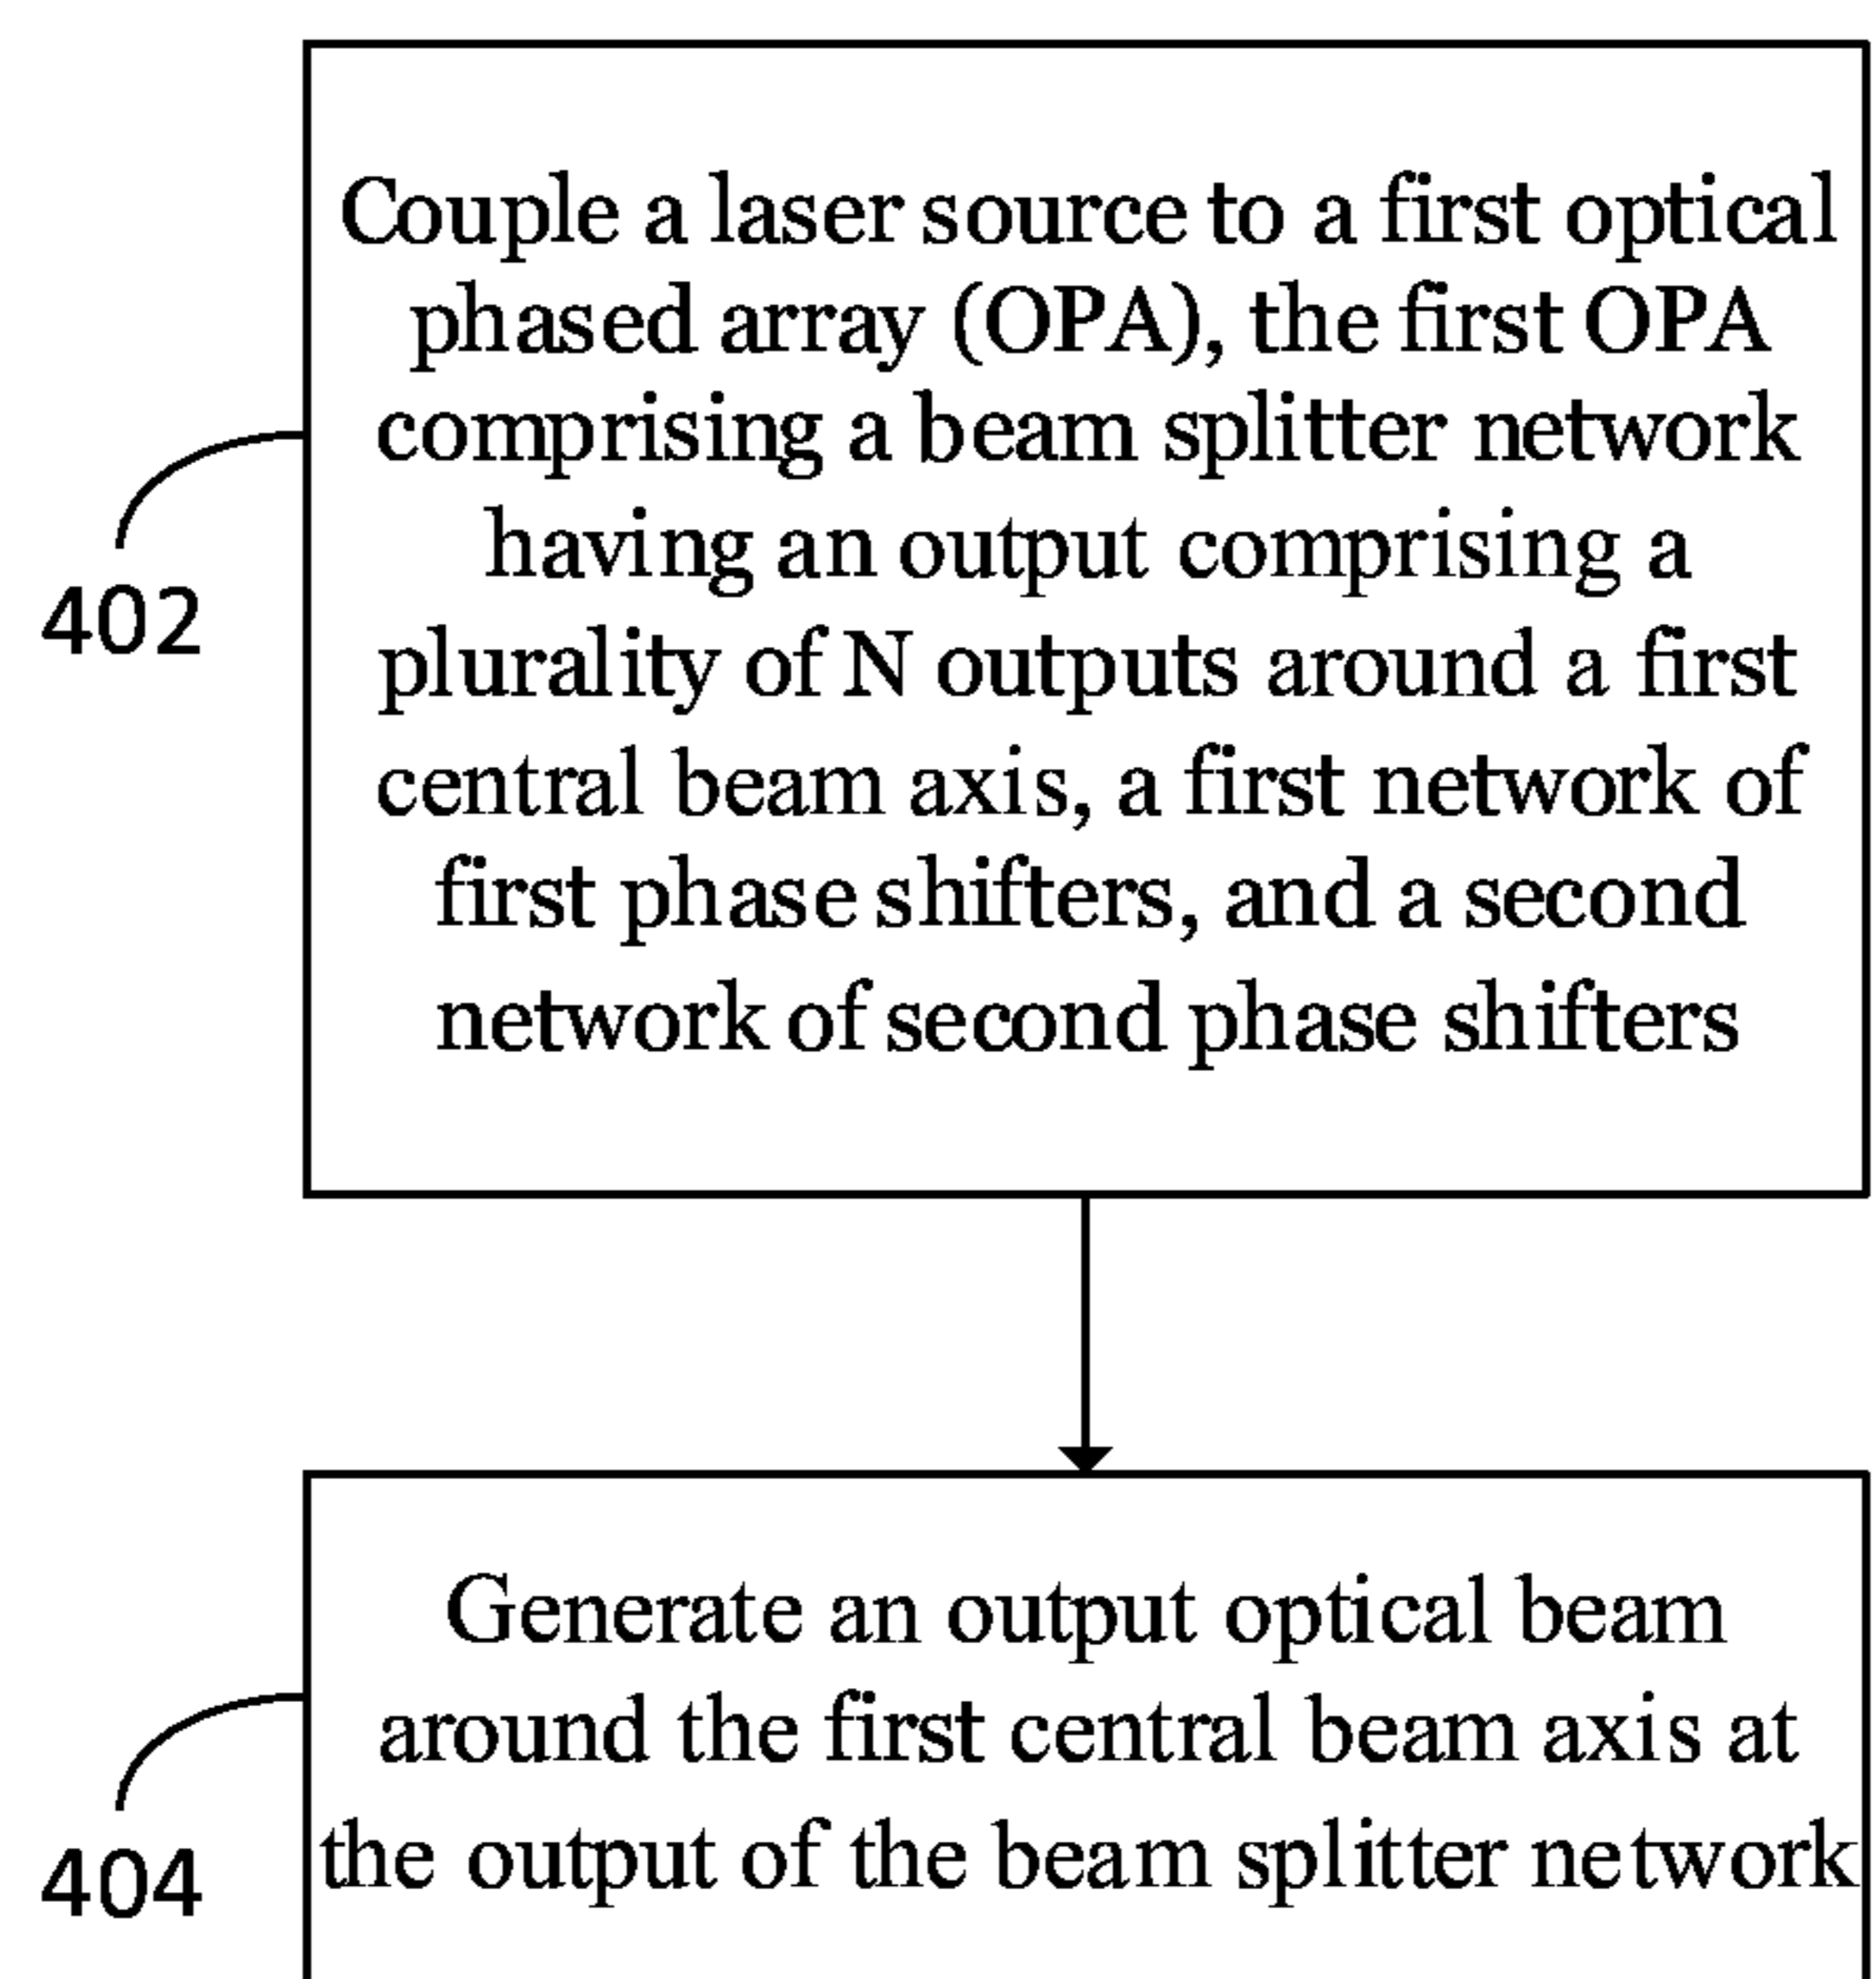 Couple a laser source to a first optical
phased array (OPA), the first OPA
comprising a beam splitter network
having an output comprising a
plurality of N outputs around a first
central beam axis, a first network of
first phase shifters, and a second
network of second phase shifters
402
Generate an output optical beam
around the first central beam axis at
the output of the beam splitter network
404